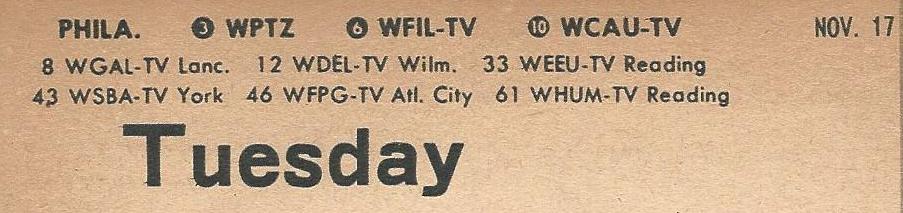 PHILA. ③ WPTZ ⑥ WFIL-TV ⑩ WCAU-TV NOV. 17
8 WGAL-TV Lanc. 12 WDEL-TV Wilm. 33 WEEU-TV Reading
43 WSBA-TV York 46 WFPG-TV Atl. City 61 WHUM-TV Reading
Tuesday